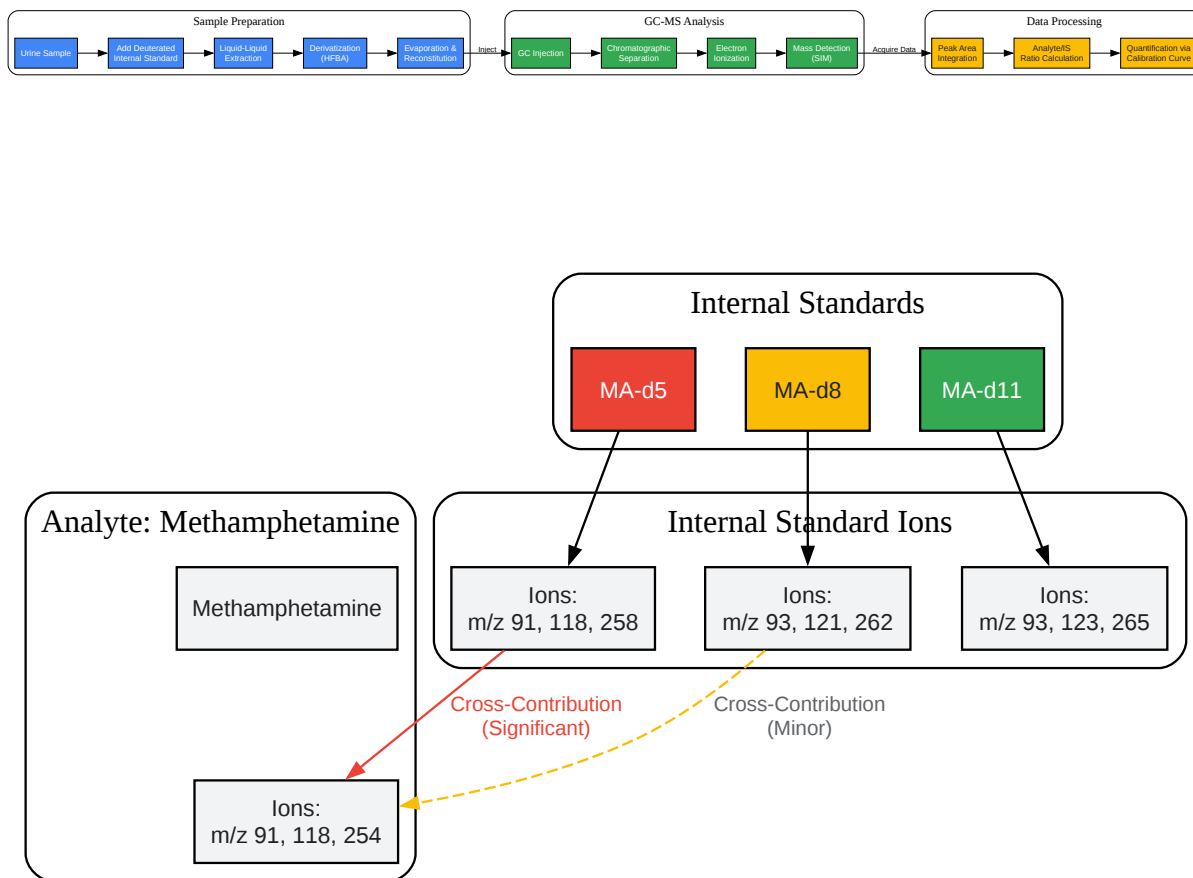 Sample Preparation
GC-MS Analysis
Data Processing
Urine Sample
Add Deuterated
Internal Standard
Liquid-Liquid
Extraction
Derivatization
(HFBA)
Evaporation &
Reconstitution
Inject
GC Injection
Chromatographic
Separation
Electron
Ionization
Mass Detection
(SIM)
Acquire Data
Peak Area
Integration
Analyte/IS
Ratio Calculation
Quantification via
Calibration Curve
Internal Standards
MA-d5
MA-d8
MA-d11
Analyte: Methamphetamine
Internal Standard Ions
Methamphetamine
Ions:
m/z 91, 118, 258
Ions:
m/z 93, 121, 262
Ions:
m/z 93, 123, 265
Cross-Contribution
(Significant)
Cross-Contribution
(Minor)
Ions:
m/z 91, 118, 254